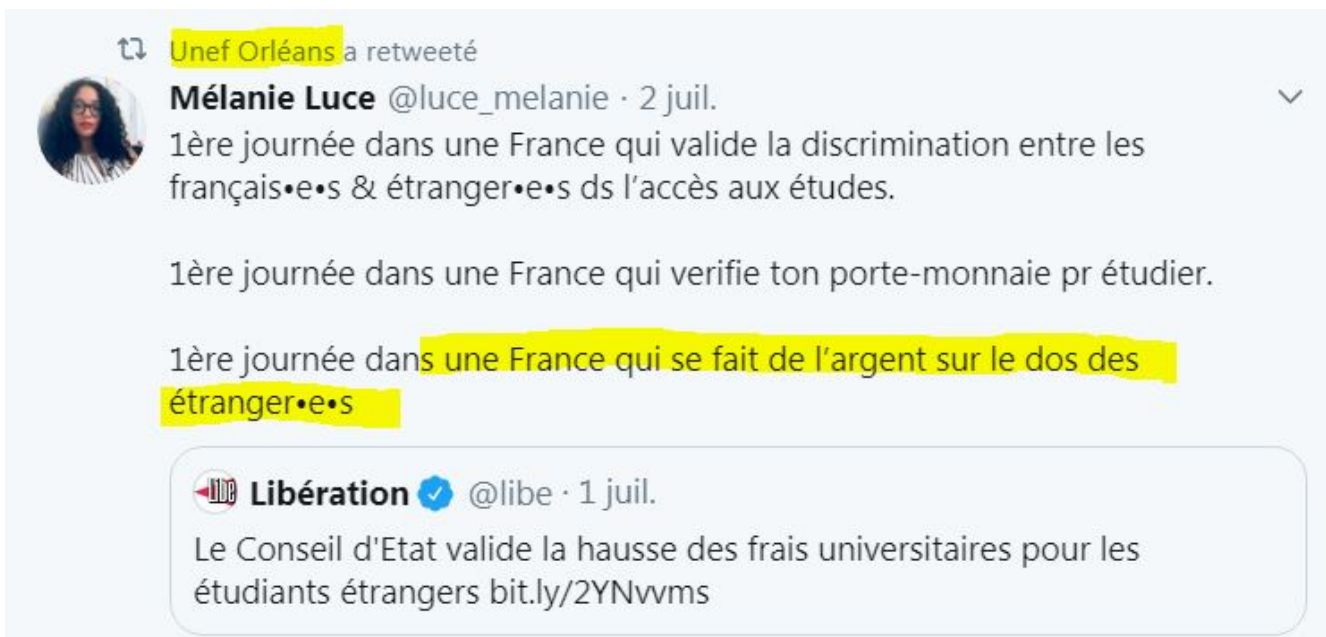 Unef Orléans a retweeté
Mélanie Luce @luce_melanie · 2 juil.
1ère journée dans une France qui valide la discrimination entre les
français•e•s & étranger•e•s ds l'accès aux études.
1ère journée dans une France qui verifie ton porte-monnaie pr étudier.
1ère journée dans une France qui se fait de l'argent sur le dos des
étranger•e•s
LIBÉ Libération @libe · 1 juil.
Le Conseil d'Etat valide la hausse des frais universitaires pour les
étudiants étrangers bit.ly/2YNvvms